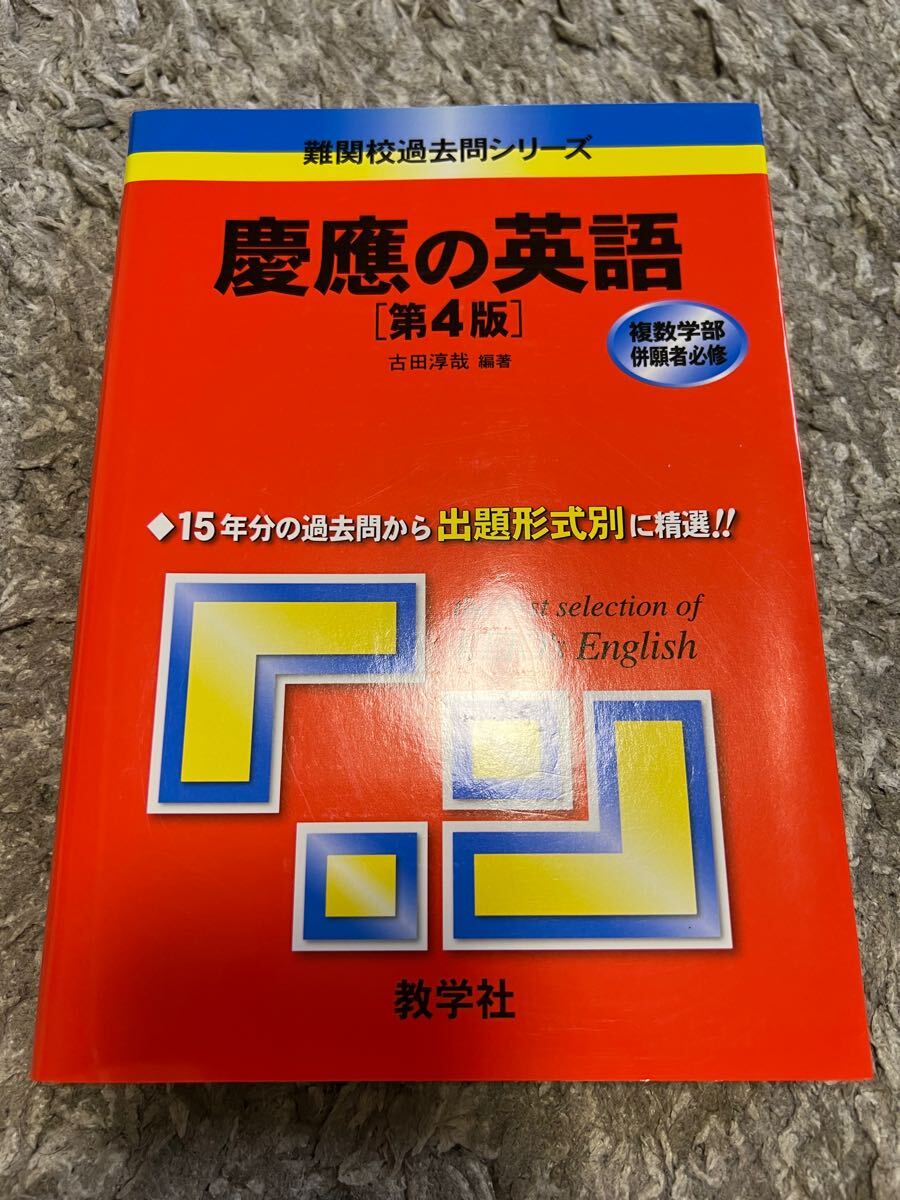 難関校過去問シリーズ
慶應の英語
[第4版]
古田淳哉 編著
複数学部
併願者必修
◆15年分の過去問から出題形式別に精選!!
selection of
English
教学社